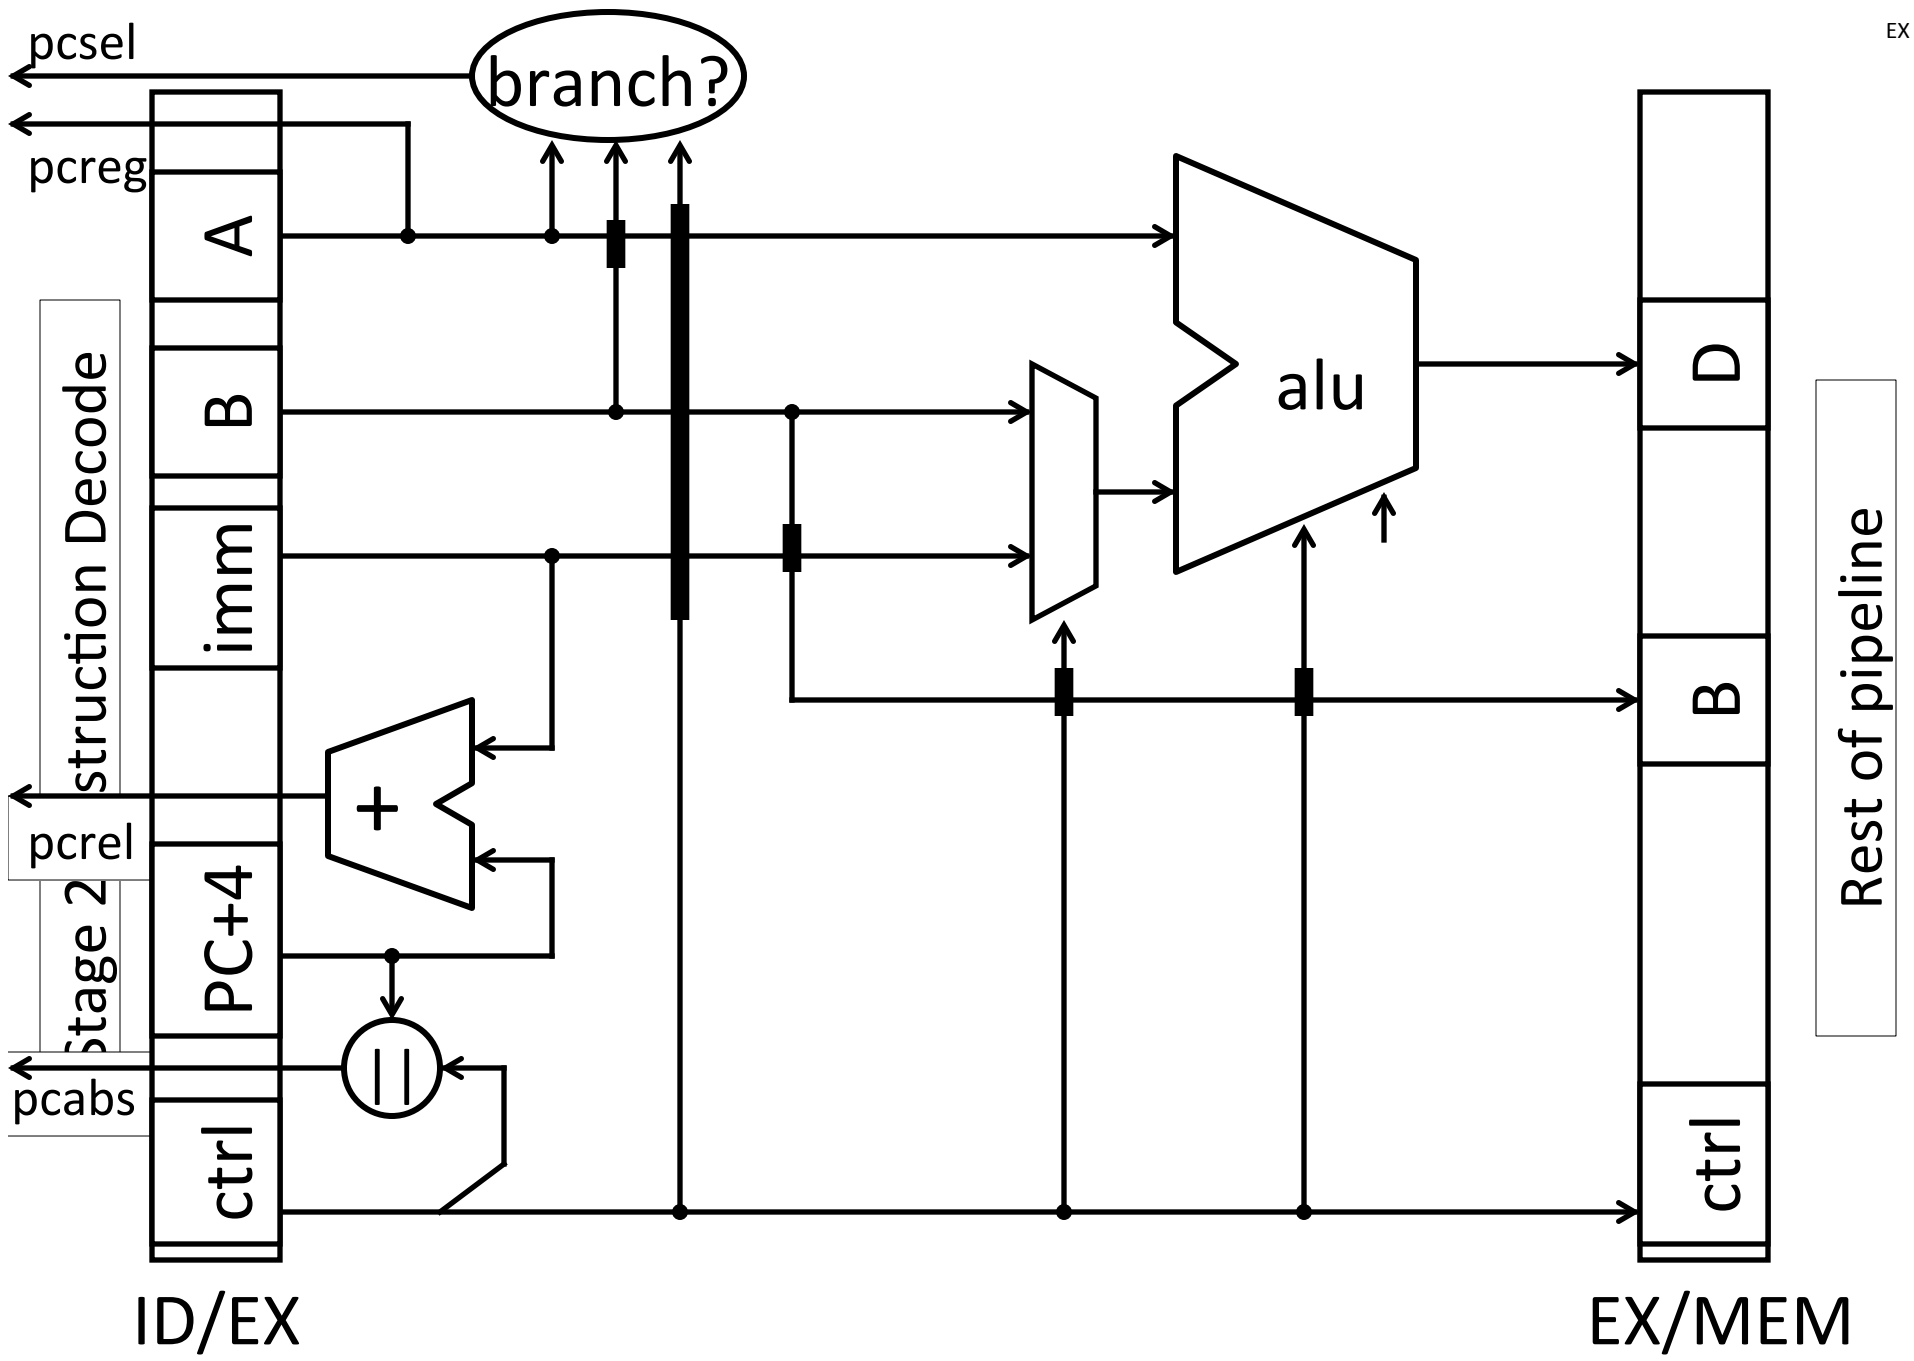 EX
pcsel
branch?
pcreg
A
B
imm
PC+4
ctrl
Stage 2 struction Decode
pcrel
pcabs
+
||
alu
D
B
ctrl
Rest of pipeline
ID/EX
EX/MEM